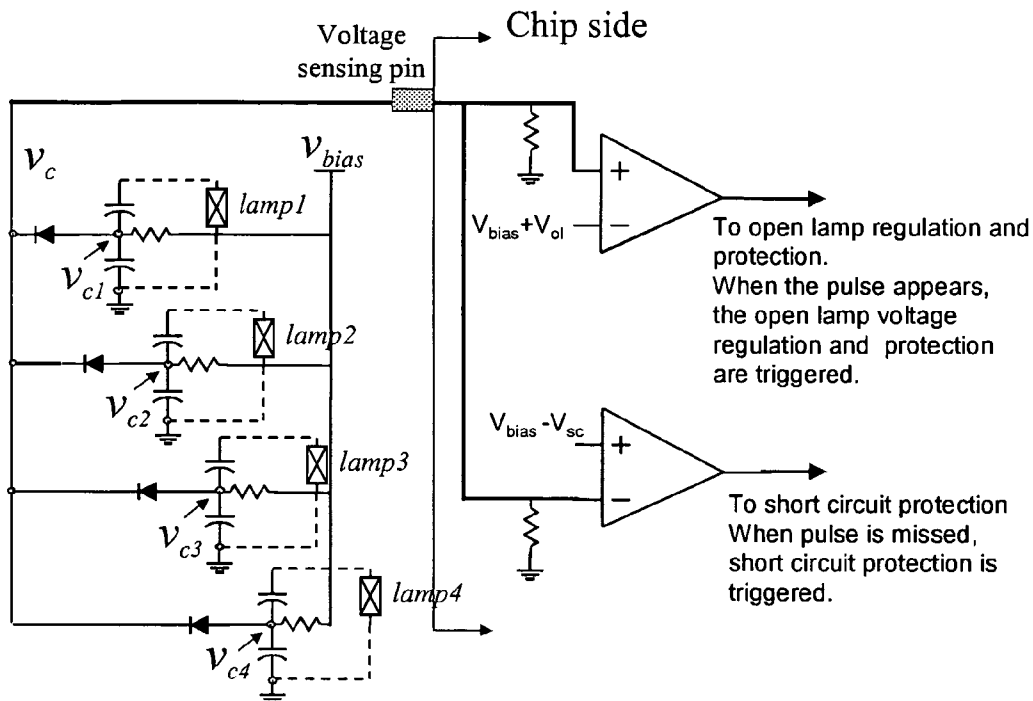 Chip side
Voltage
sensing pin
v_c
v_bias
lamp1
v_c1
lamp2
v_c2
lamp3
v_c3
lamp4
v_c4
+
V_bias+V_ol
−
To open lamp regulation and
protection.
When the pulse appears,
the open lamp voltage
regulation and protection
are triggered.
V_bias -V_sc
+
−
To short circuit protection
When pulse is missed,
short circuit protection is
triggered.